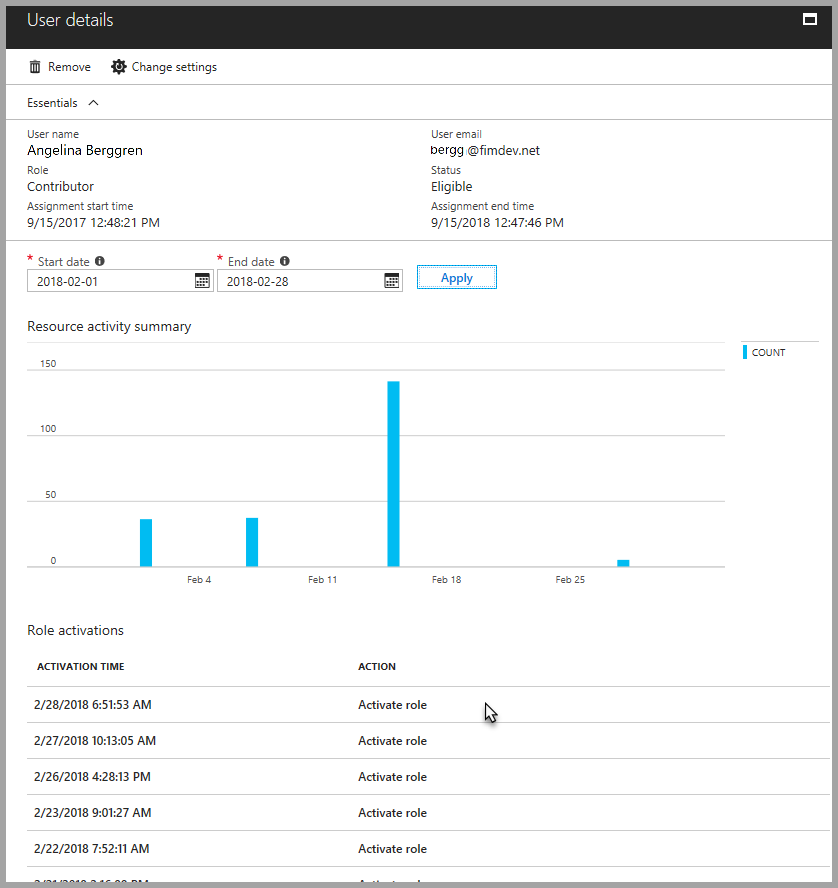 User details
Remove Change settings
Essentials
User name User email
Angelina Berggren bergg @fimdev.net
Role Status
Contributor Eligible
Assignment start time Assignment end time
9/15/2017 12:48:21 PM 9/15/2018 12:47:46 PM
* Start date * End date
2018-02-01 2018-02-28 Apply
Resource activity summary
COUNT
150
100
50
0
Feb 4 Feb 11 Feb 18 Feb 25
Role activations
ACTIVATION TIME ACTION
2/28/2018 6:51:53 AM Activate role
2/27/2018 10:13:05 AM Activate role
2/26/2018 4:28:13 PM Activate role
2/23/2018 9:01:27 AM Activate role
2/22/2018 7:52:11 AM Activate role